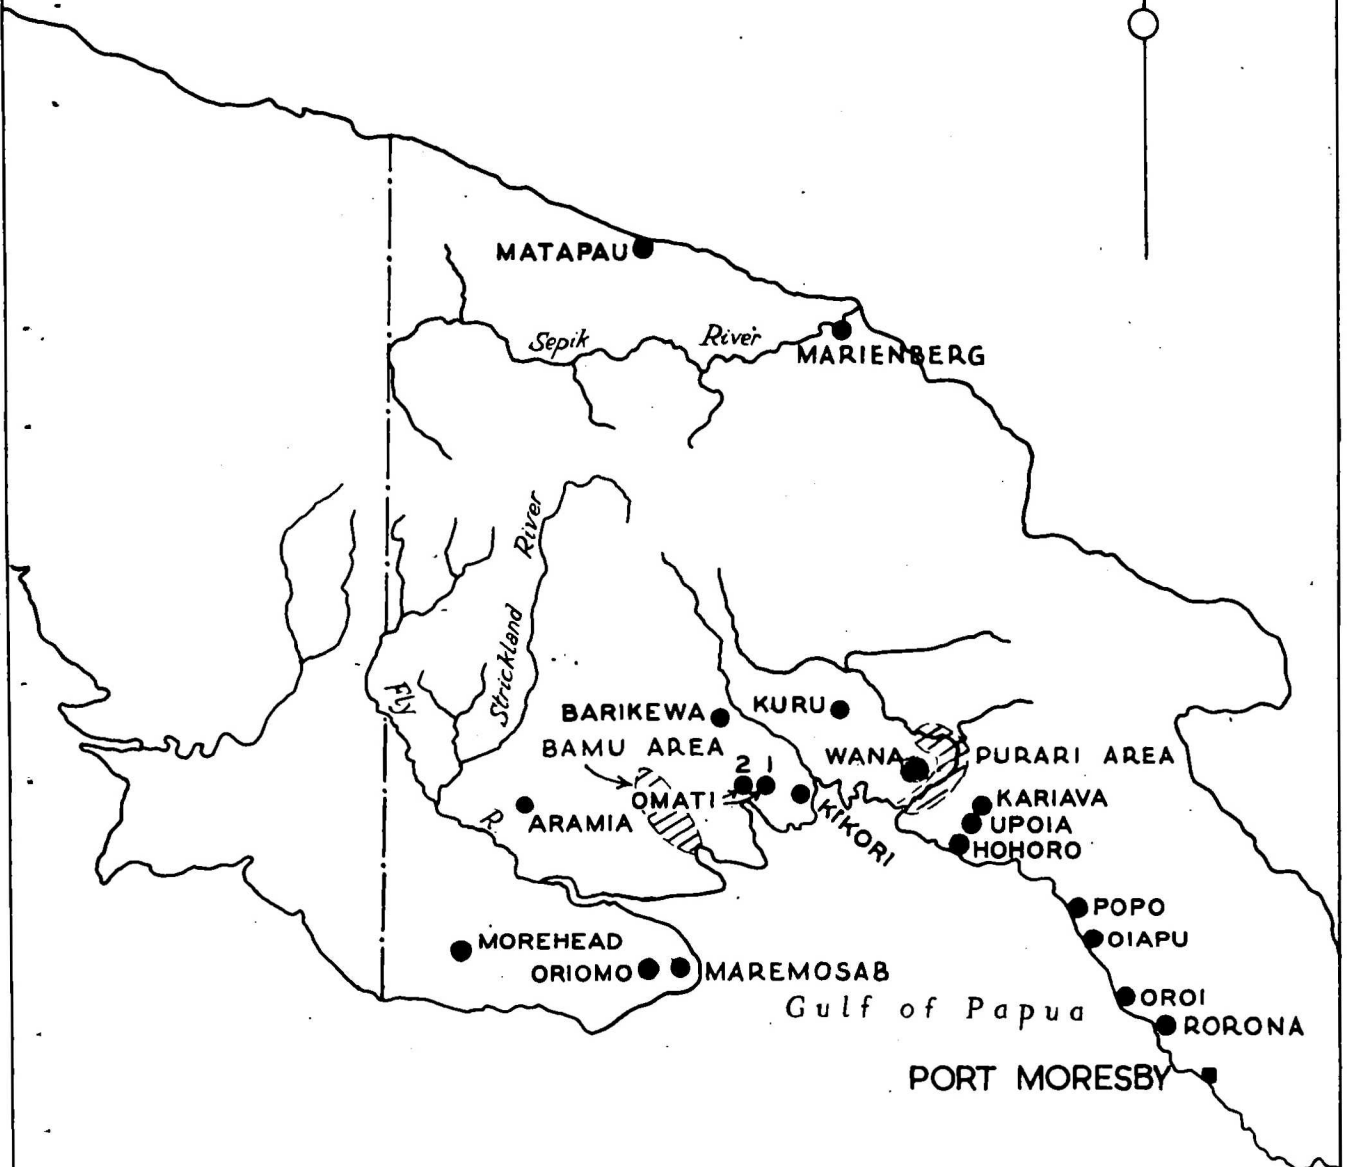 MATAPAU
Sepik River
MARIENBERG
Strickland River
Fly
BARIKEWA
KURU
BAMU AREA
WANA
PURARI AREA
2 1
OMATI
KIKORI
KARIAVA
R.
ARAMIA
UPOIA
HOHORO
POPO
MOREHEAD
OIAPU
ORIOMO
MAREMOSAB
Gulf of Papua
OROI
RORONA
PORT MORESBY